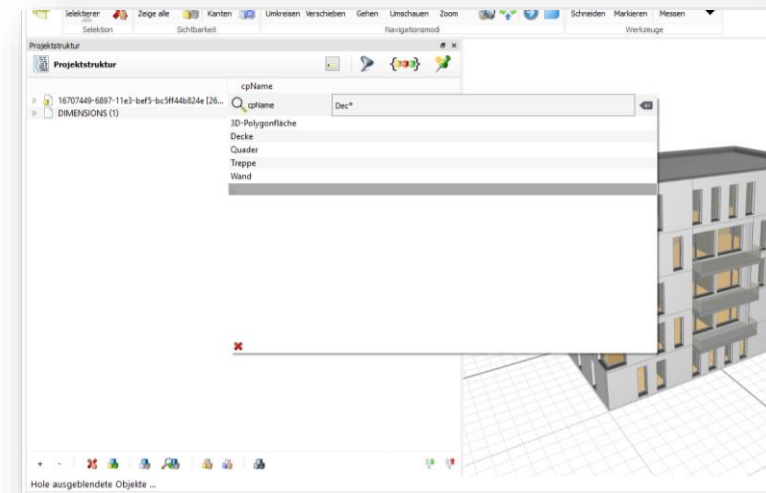 Selektierer Zeige alle Kanten Umkreisen Verschieben Gehen Umschauen Zoom Schneiden Markieren Messen
Selektion Sichtbarkeit Navigationsmodi Werkzeuge
Projektstruktur
Projektstruktur
cpName
16707449-6897-11e3-bef5-bc5ff44b824e [26...
DIMENSIONS (1)
cpName Dec*
3D-Polygonfläche
Decke
Quader
Treppe
Wand
...
Hole ausgeblendete Objekte ...